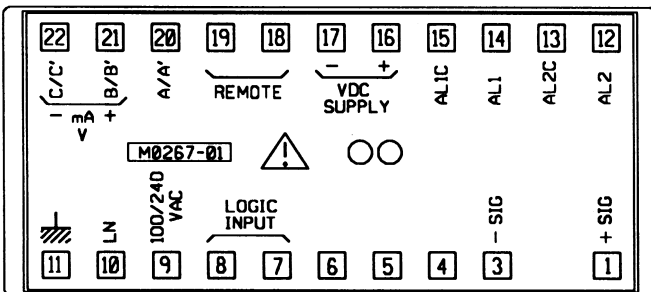 22 21 20 19 18 17 16 15 14 13 12
C/C' B/B' A/A' REMOTE - + AL1C AL1 AL2C AL2
- mA + VDC
V SUPPLY
M0267-01
100/240
VAC
LOGIC
INPUT
LN - SIG + SIG
11 10 9 8 7 6 5 4 3 1